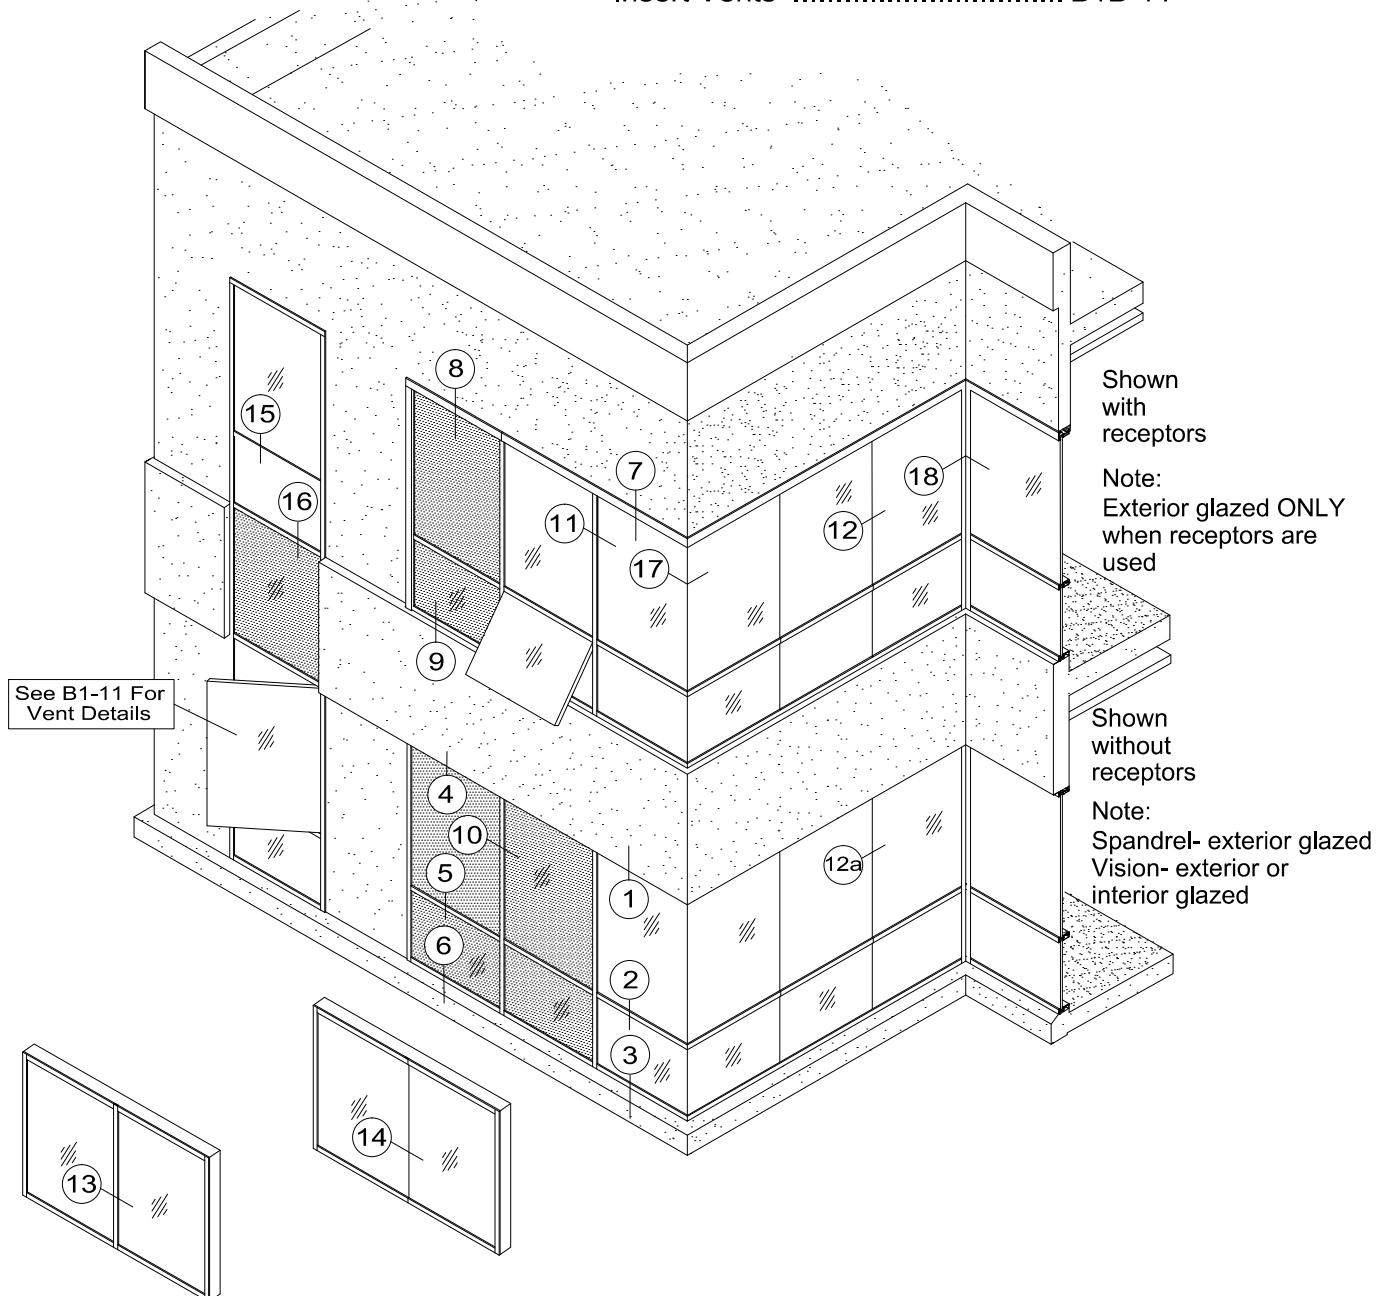 8
7
15
11
18
12
16
17
9
Shown
with
receptors
Note:
Exterior glazed ONLY
when receptors are
used
See B1-11 For
Vent Details
4
10
5
1
12a
6
2
3
Shown
without
receptors
Note:
Spandrel- exterior glazed
Vision- exterior or
interior glazed
14
13